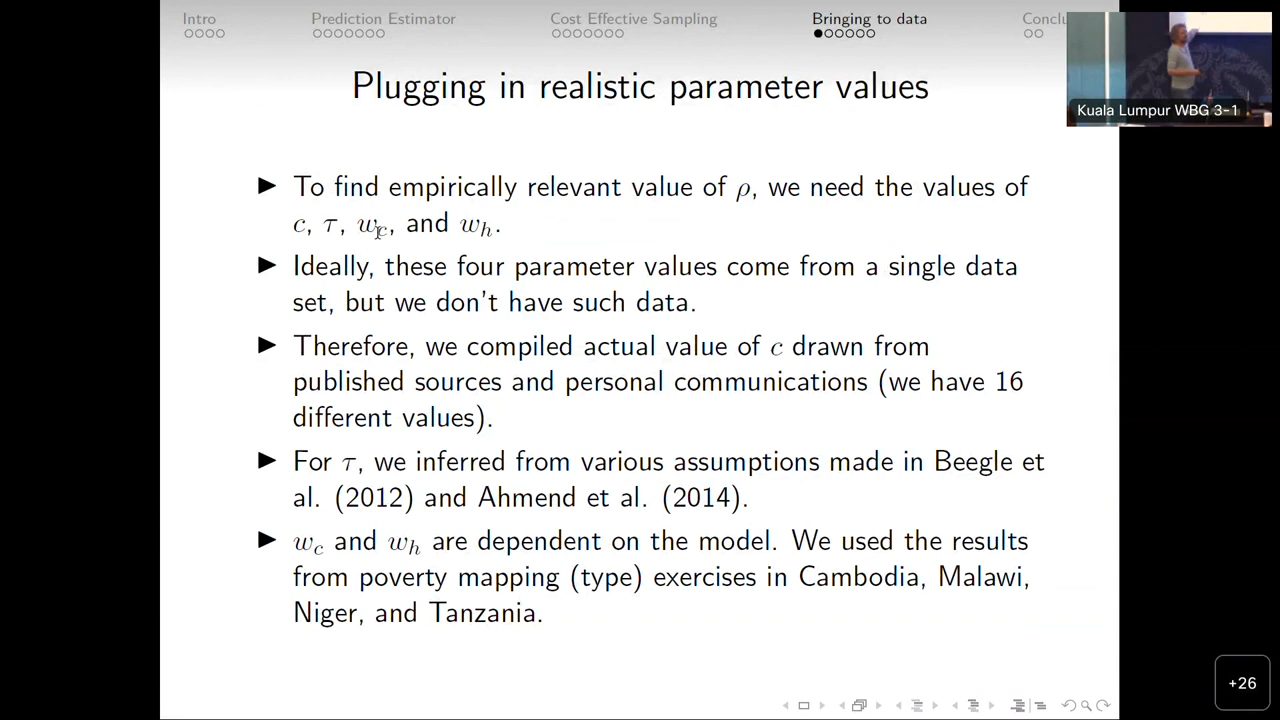 Intro
Prediction Estimator
Cost Effective Sampling
Bringing to data
Conclu
Kuala Lumpur WBG 3-1
Plugging in realistic parameter values
▶ To find empirically relevant value of ρ, we need the values of
c, τ, w_c, and w_h.
▶ Ideally, these four parameter values come from a single data
set, but we don't have such data.
▶ Therefore, we compiled actual value of c drawn from
published sources and personal communications (we have 16
different values).
▶ For τ, we inferred from various assumptions made in Beegle et
al. (2012) and Ahmend et al. (2014).
▶ w_c and w_h are dependent on the model. We used the results
from poverty mapping (type) exercises in Cambodia, Malawi,
Niger, and Tanzania.
+26